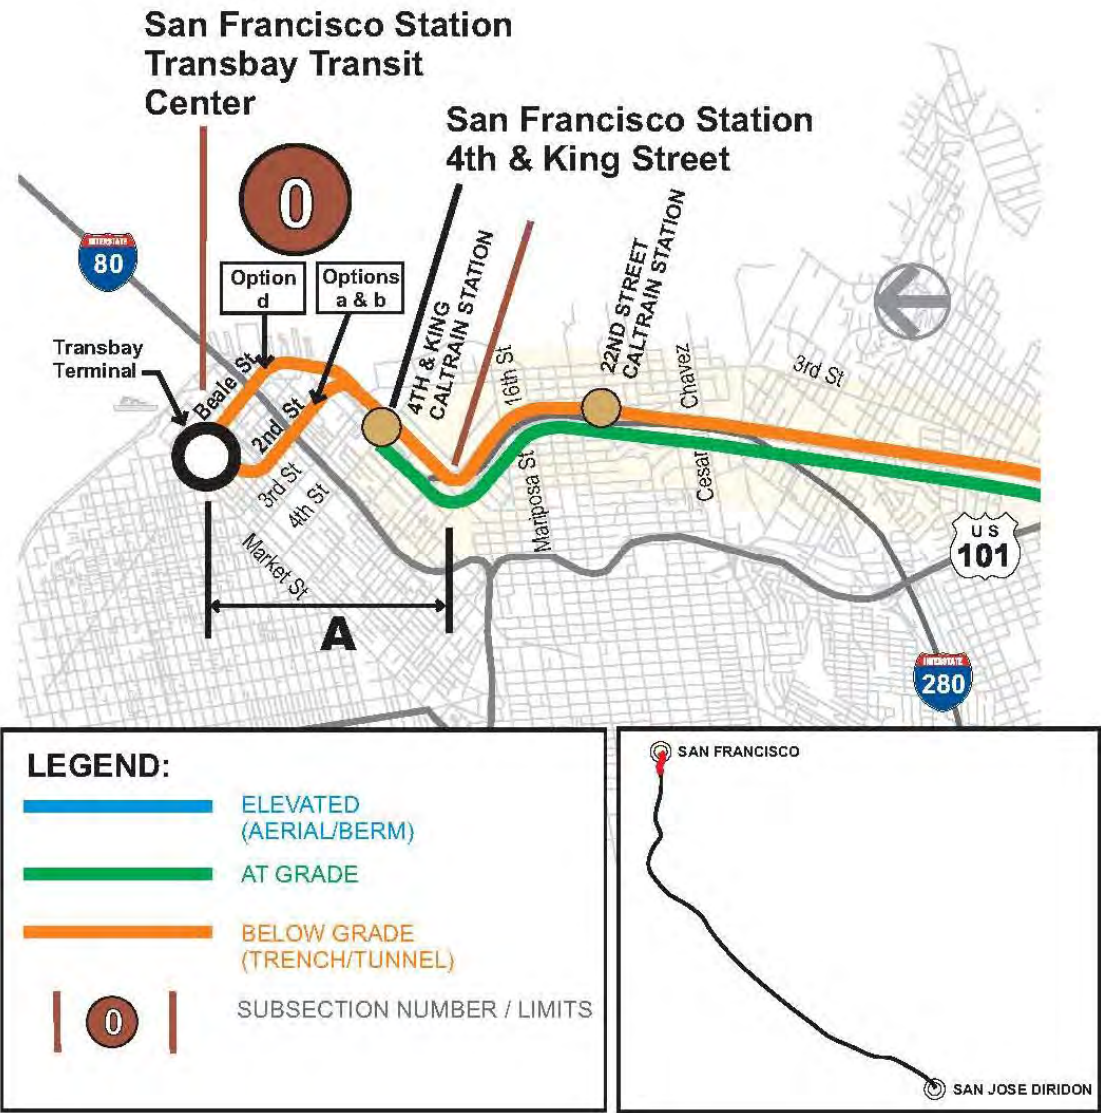 San Francisco Station
Transbay Transit
Center
San Francisco Station
4th & King Street
0
INTERSTATE
80
Option
d
Options
a & b
4TH & KING
CALTRAIN STATION
22ND STREET
CALTRAIN STATION
Transbay
Terminal
Beale St
2nd St
3rd St
4th St
Market St
16th St
Mariposa St
Cesar
Chavez
3rd St
U S
101
A
INTERSTATE
280
LEGEND:
ELEVATED
(AERIAL/BERM)
AT GRADE
BELOW GRADE
(TRENCH/TUNNEL)
0
SUBSECTION NUMBER / LIMITS
SAN FRANCISCO
SAN JOSE DIRIDON